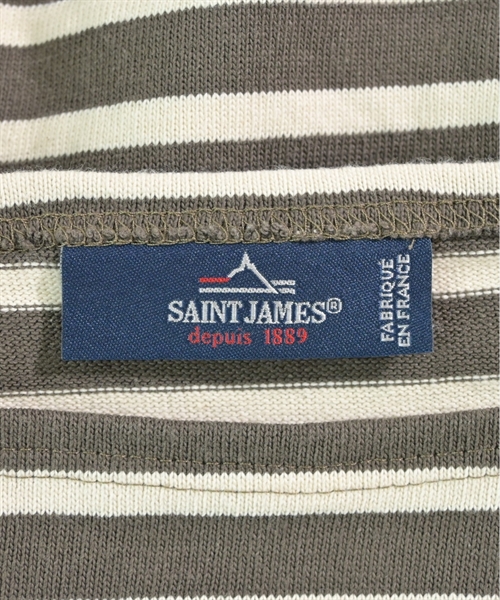 SAINT JAMES®
depuis 1889
FABRIQUÉ
EN FRANCE